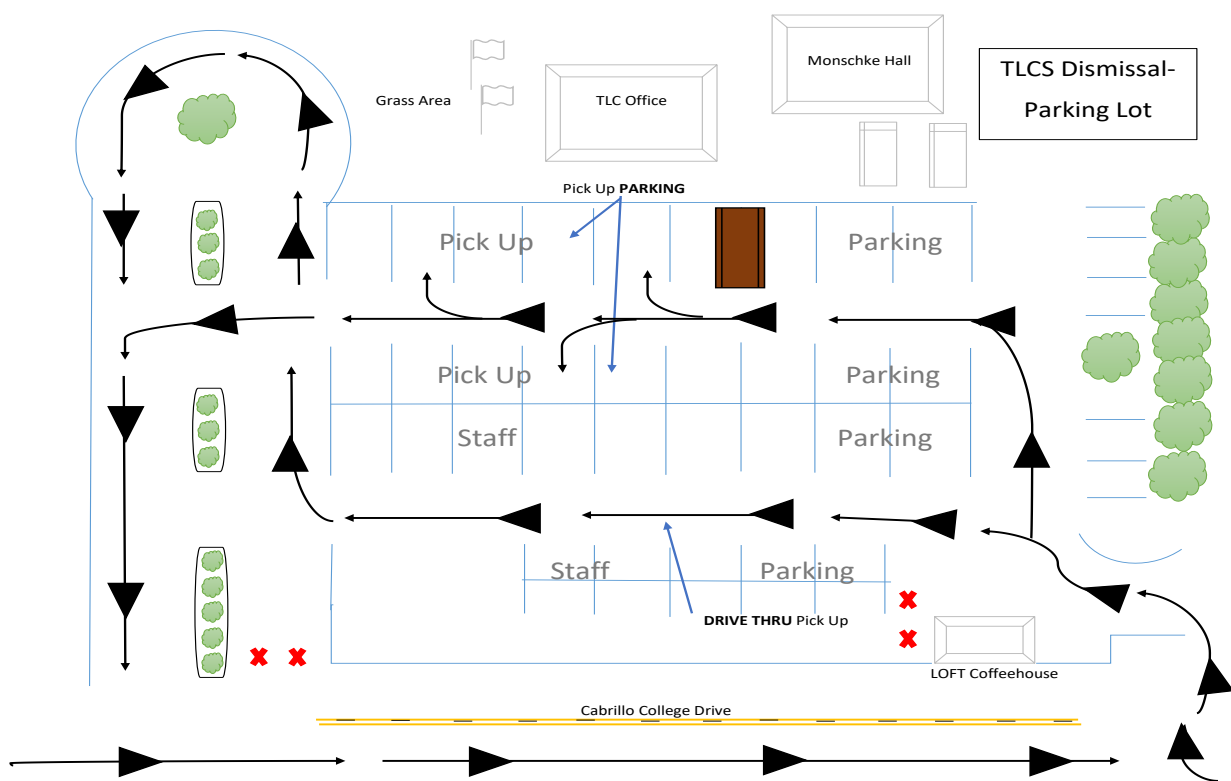 Monschke Hall
TLCS Dismissal-
Parking Lot
Grass Area
TLC Office
Pick Up PARKING
Pick Up
Parking
Pick Up
Parking
Staff
Parking
Staff
Parking
DRIVE THRU Pick Up
LOFT Coffeehouse
Cabrillo College Drive